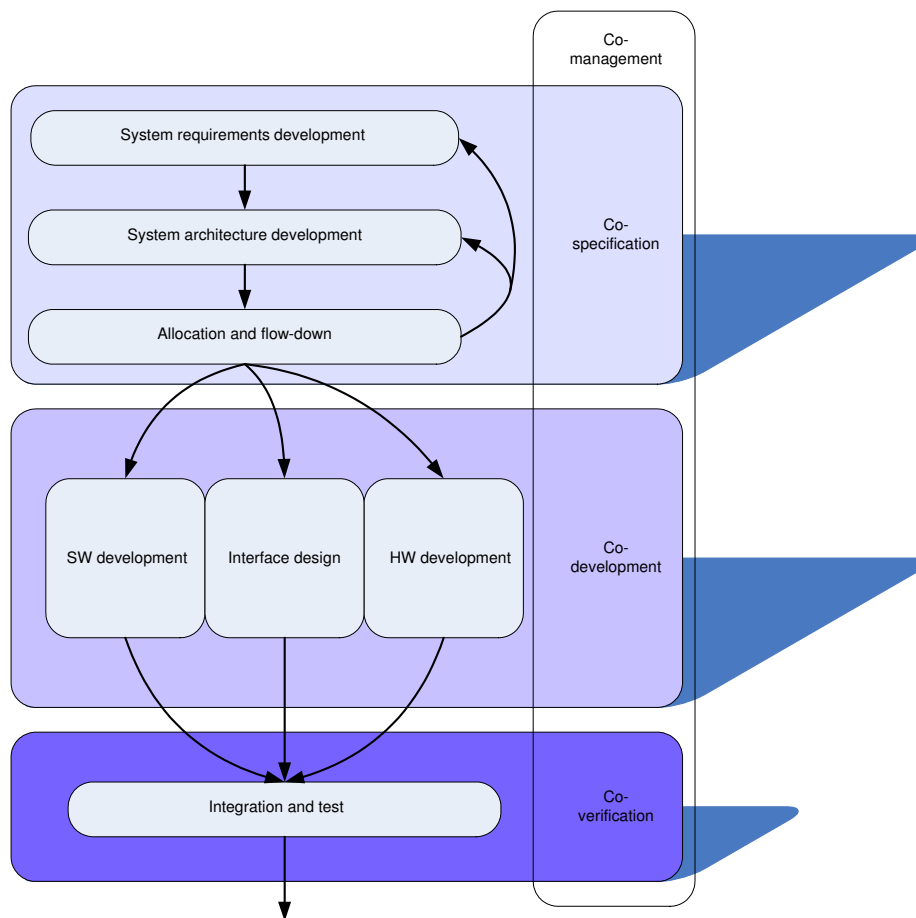 Co-
management
System requirements development
System architecture development
Co-
specification
Allocation and flow-down
SW development
Interface design
HW development
Co-
development
Integration and test
Co-
verification